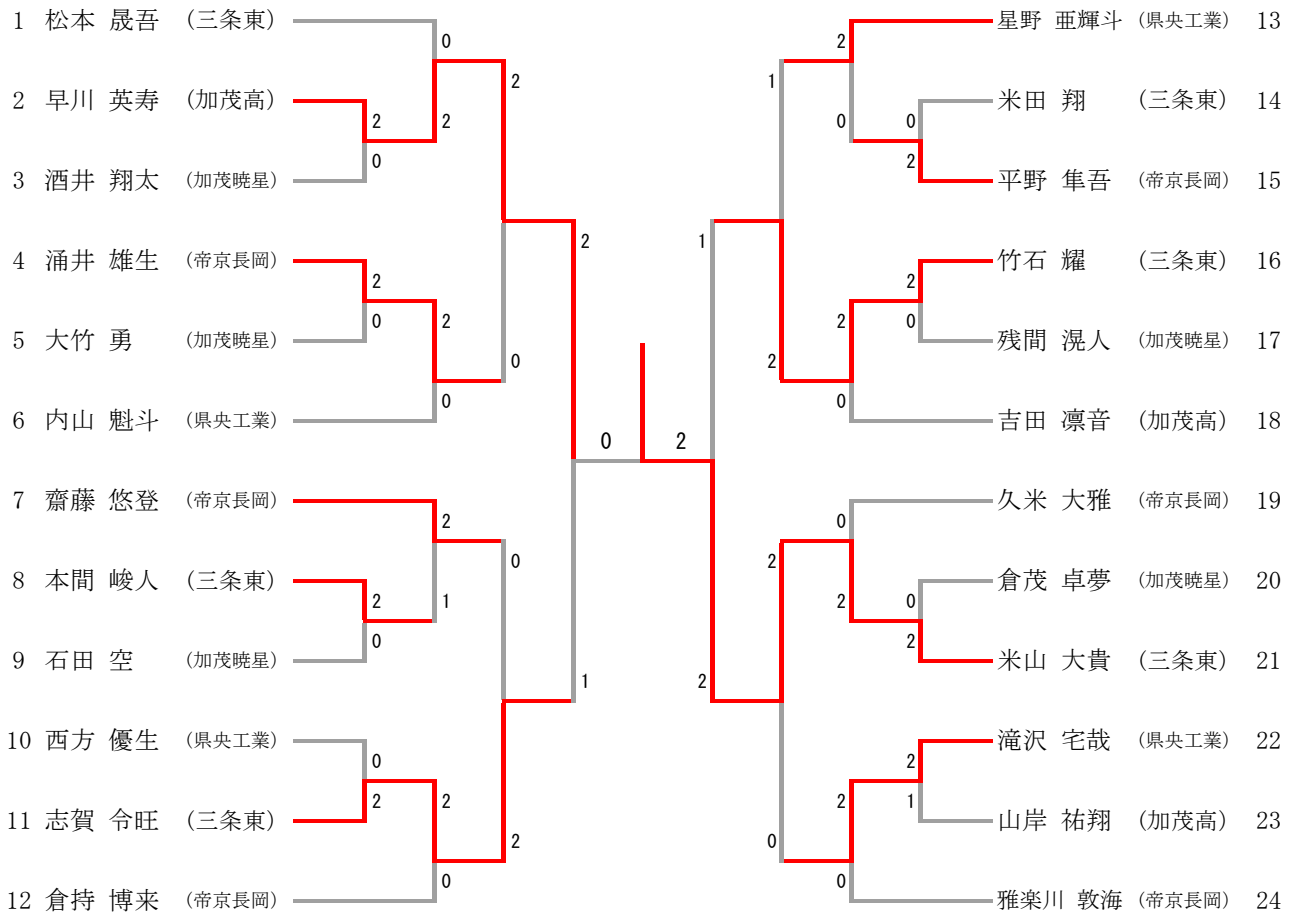 1 松本 晟吾 (三条東)
2 早川 英寿 (加茂高)
3 酒井 翔太 (加茂暁星)
4 涌井 雄生 (帝京長岡)
5 大竹 勇 (加茂暁星)
6 内山 魁斗 (県央工業)
7 齋藤 悠登 (帝京長岡)
8 本間 峻人 (三条東)
9 石田 空 (加茂暁星)
10 西方 優生 (県央工業)
11 志賀 令旺 (三条東)
12 倉持 博来 (帝京長岡)
0
2
2
0
2
0
2
0
2
0
2
0
2
1
0
0
2
2
0
0
2
1
0 2
星野 亜輝斗 (県央工業) 13
米田 翔 (三条東) 14
平野 隼吾 (帝京長岡) 15
竹石 耀 (三条東) 16
残間 滉人 (加茂暁星) 17
吉田 凛音 (加茂高) 18
久米 大雅 (帝京長岡) 19
倉茂 卓夢 (加茂暁星) 20
米山 大貴 (三条東) 21
滝沢 宅哉 (県央工業) 22
山岸 祐翔 (加茂高) 23
雅楽川 敦海 (帝京長岡) 24
2
1
0
0
2
1
2
2
0
2
0
0
2
2
0
2
2
2
1
2
0
0